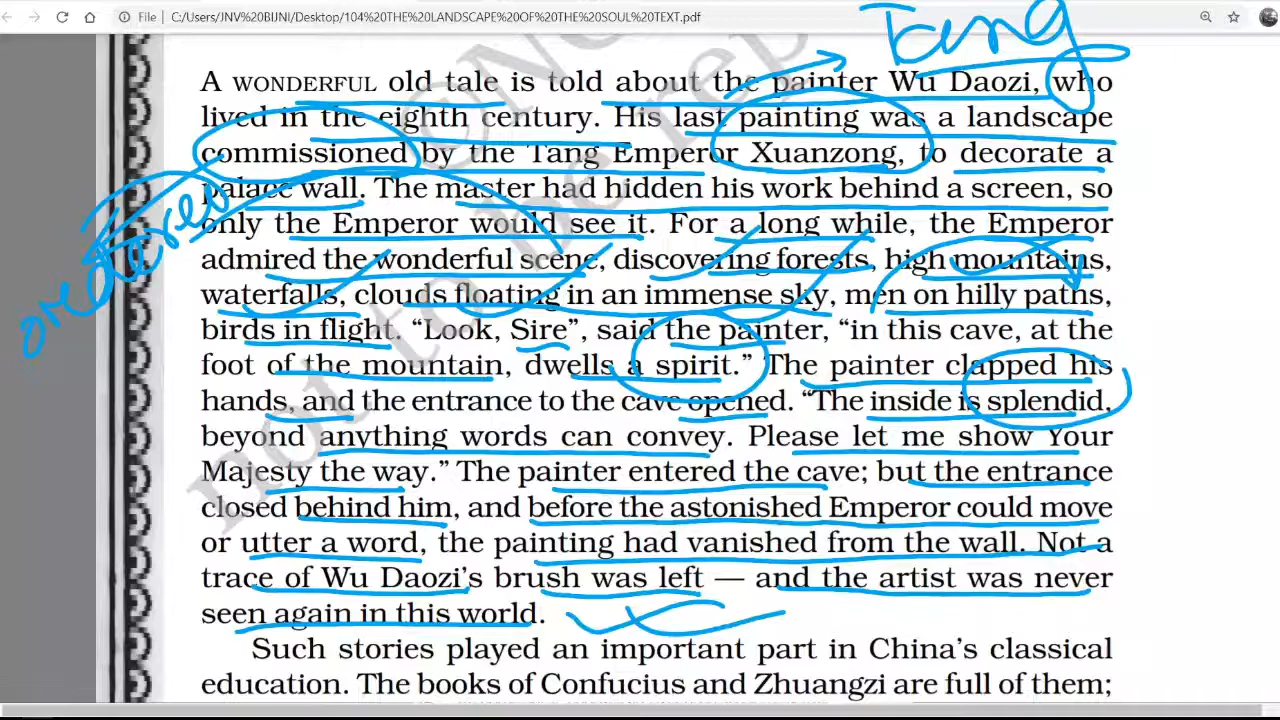 File | C:/Users/JNV%20BIJNI/Desktop/104%20THE%20LANDSCAPE%20OF%20THE%20SOUL%20TEXT.pdf
Tang
A WONDERFUL old tale is told about the painter Wu Daozi, who
lived in the eighth century. His last painting was a landscape
commissioned by the Tang Emperor Xuanzong, to decorate a
palace wall. The master had hidden his work behind a screen, so
only the Emperor would see it. For a long while, the Emperor
admired the wonderful scene, discovering forests, high mountains,
waterfalls, clouds floating in an immense sky, men on hilly paths,
birds in flight. “Look, Sire”, said the painter, “in this cave, at the
foot of the mountain, dwells a spirit.” The painter clapped his
hands, and the entrance to the cave opened. “The inside is splendid,
beyond anything words can convey. Please let me show Your
Majesty the way.” The painter entered the cave; but the entrance
closed behind him, and before the astonished Emperor could move
or utter a word, the painting had vanished from the wall. Not a
trace of Wu Daozi’s brush was left — and the artist was never
seen again in this world.
Such stories played an important part in China’s classical
education. The books of Confucius and Zhuangzi are full of them;
ordered
not to be rep